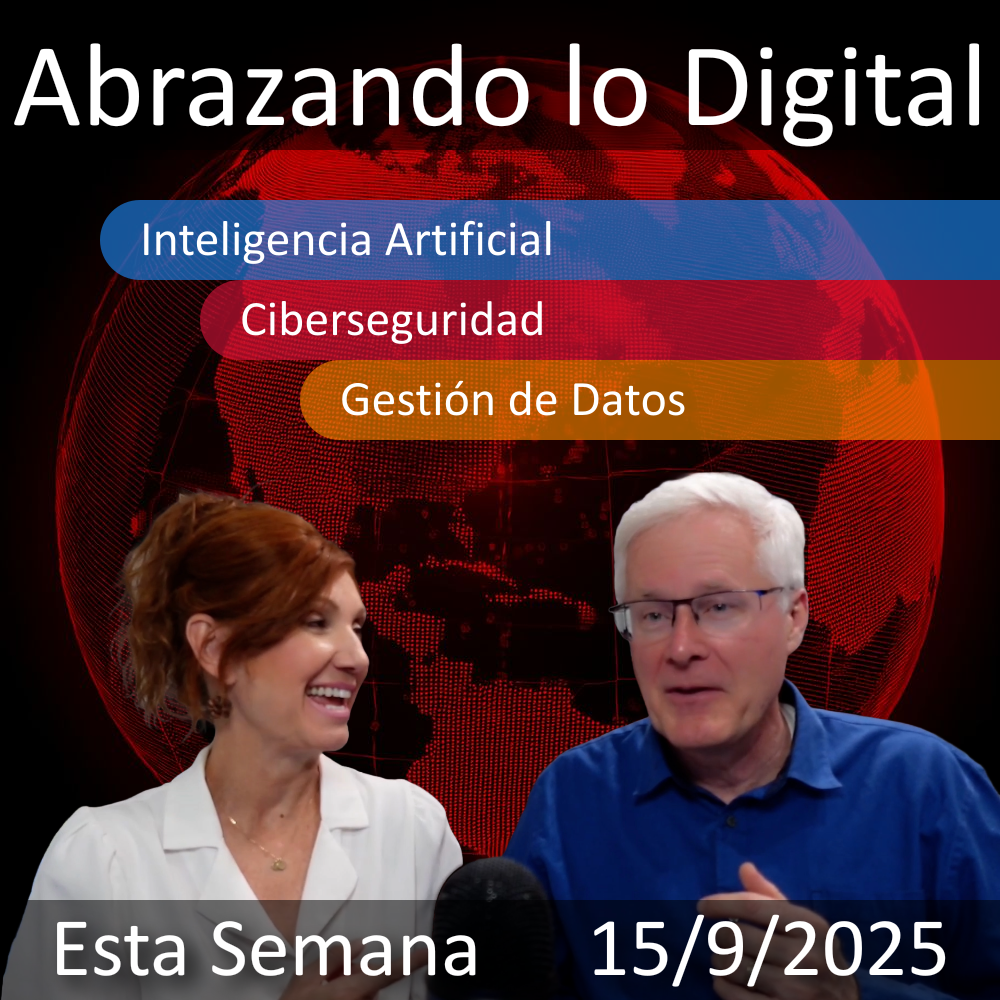 Abrazando lo Digital
Inteligencia Artificial
Ciberseguridad
Gestión de Datos
Esta Semana 15/9/2025